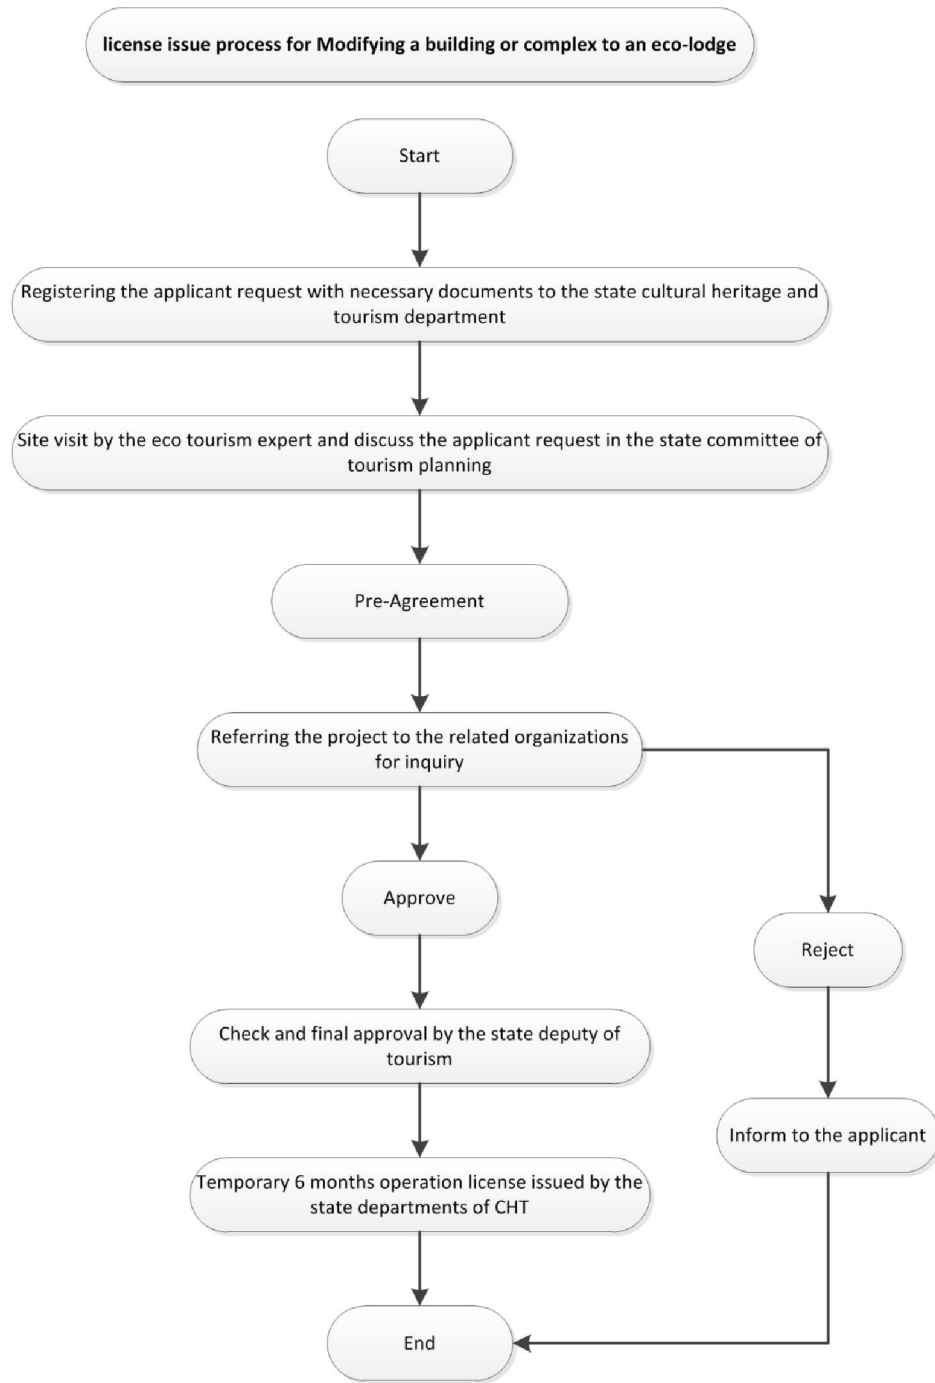 license issue process for Modifying a building or complex to an eco-lodge
Start
Registering the applicant request with necessary documents to the state cultural heritage and
tourism department
Site visit by the eco tourism expert and discuss the applicant request in the state committee of
tourism planning
Pre-Agreement
Referring the project to the related organizations
for inquiry
Approve
Reject
Check and final approval by the state deputy of
tourism
Inform to the applicant
Temporary 6 months operation license issued by the
state departments of CHT
End